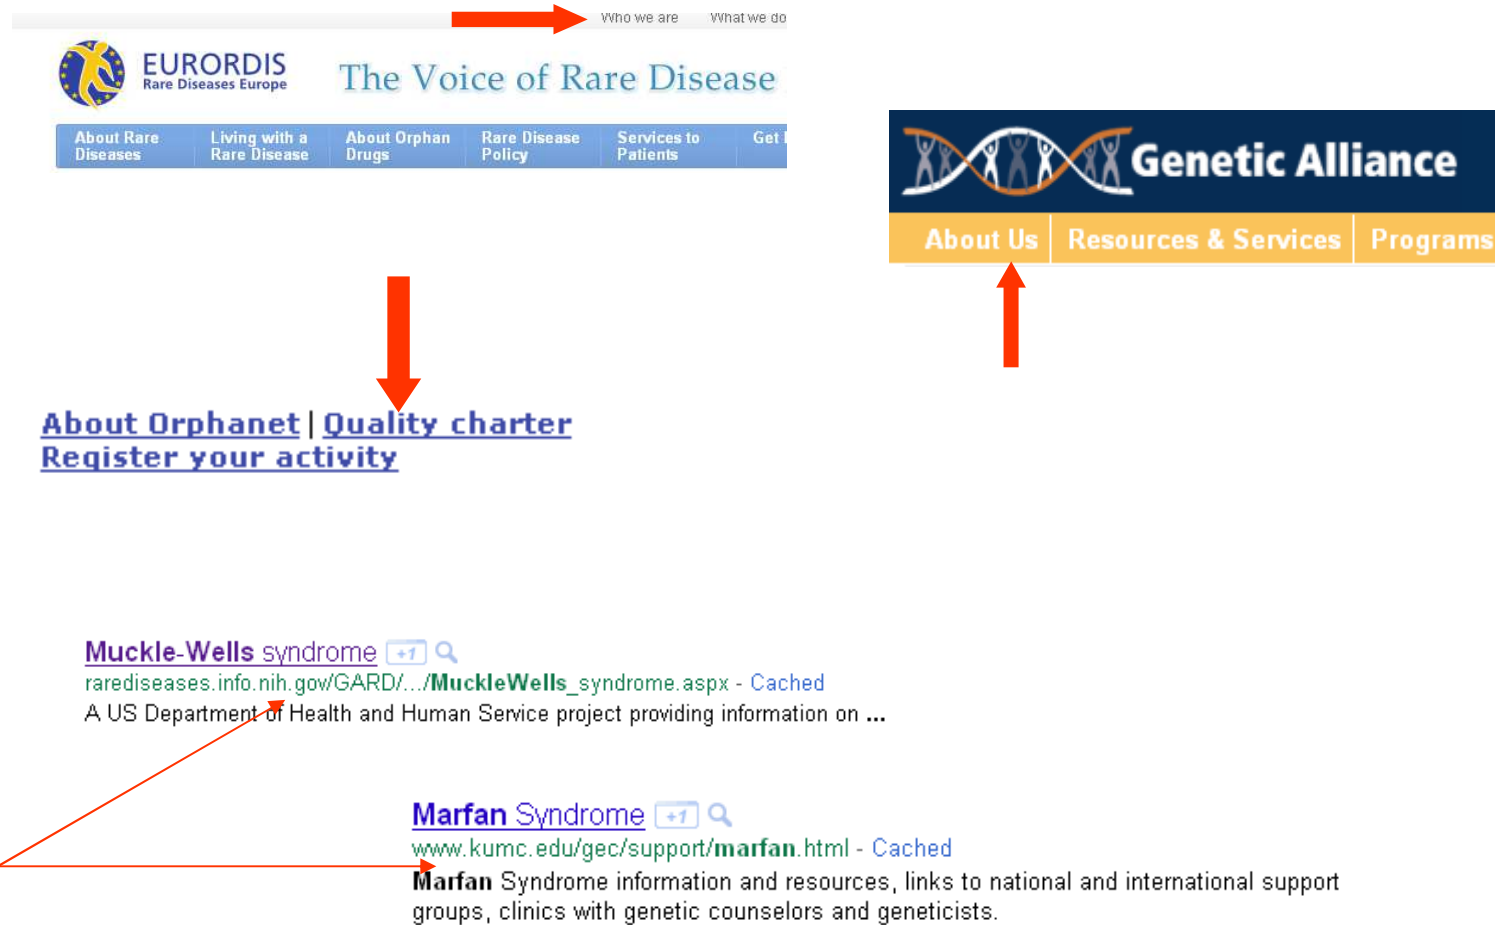 Who we are What we do
EURORDIS
Rare Diseases Europe
The Voice of Rare Disease
About Rare Diseases
Living with a Rare Disease
About Orphan Drugs
Rare Disease Policy
Services to Patients
Get
Genetic Alliance
About Us Resources & Services Programs
About Orphanet | Quality charter
Register your activity
Muckle-Wells syndrome +1
rarediseases.info.nih.gov/GARD/.../MuckleWells_syndrome.aspx - Cached
A US Department of Health and Human Service project providing information on ...
Marfan Syndrome +1
www.kumc.edu/gec/support/marfan.html - Cached
Marfan Syndrome information and resources, links to national and international support
groups, clinics with genetic counselors and geneticists.